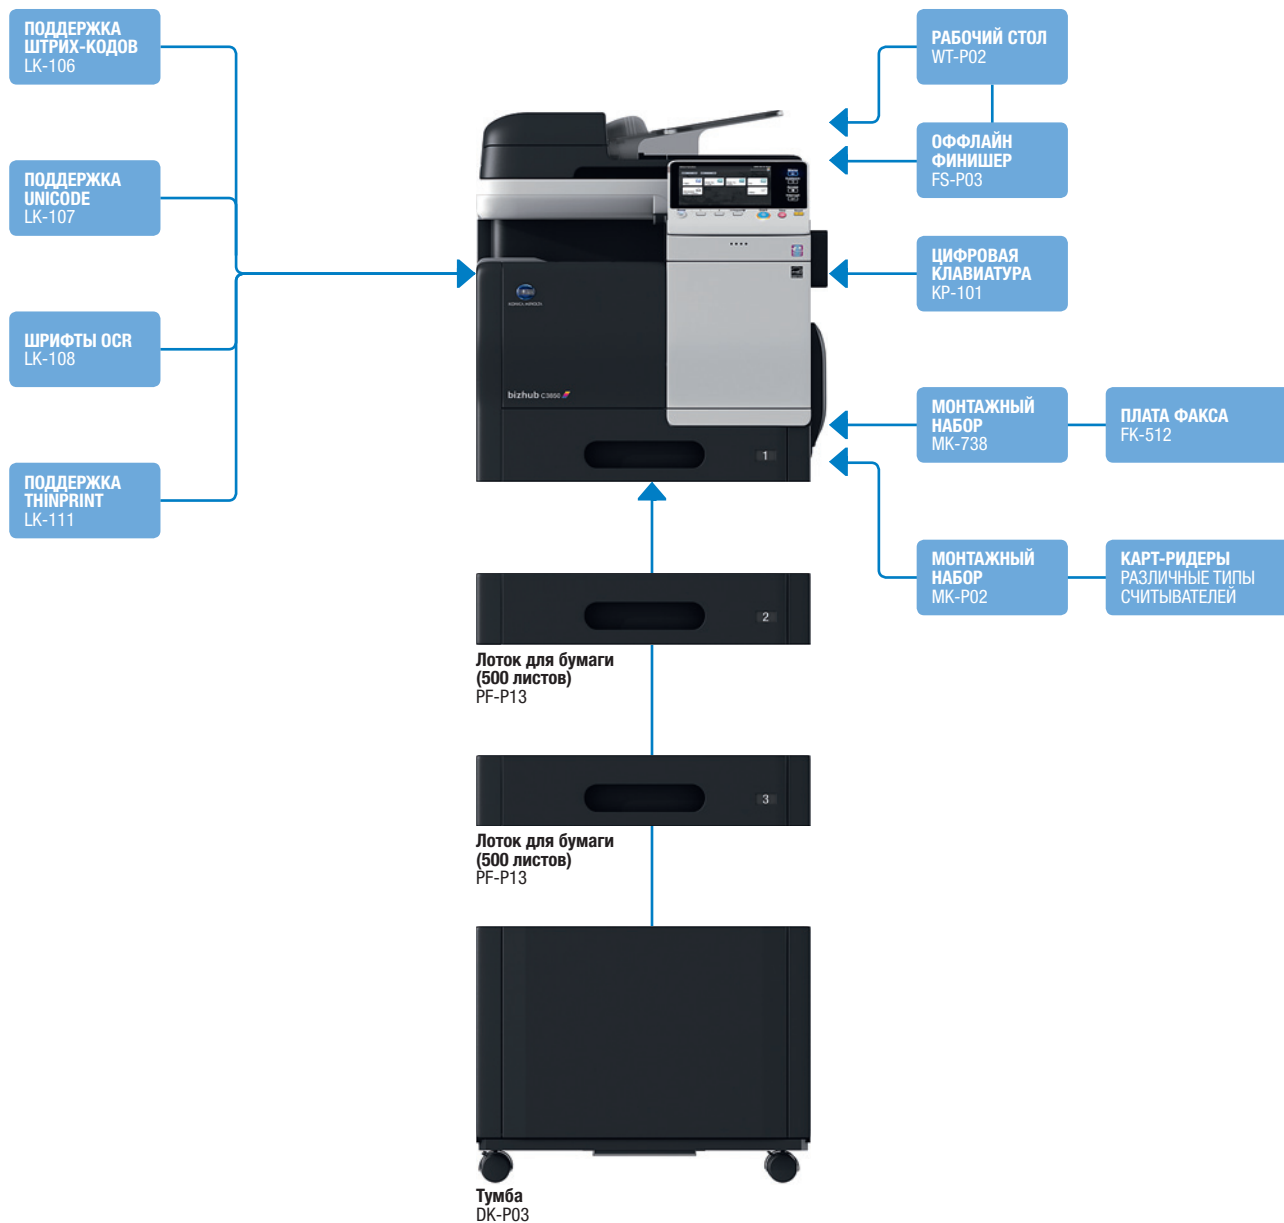 ПОДДЕРЖКА
ШТРИХ-КОДОВ
LK-106
ПОДДЕРЖКА
UNICODE
LK-107
ШРИФТЫ OCR
LK-108
ПОДДЕРЖКА
THINPRINT
LK-111
РАБОЧИЙ СТОЛ
WT-P02
ОФФЛАЙН
ФИНИШЕР
FS-P03
ЦИФРОВАЯ
КЛАВИАТУРА
KP-101
МОНТАЖНЫЙ
НАБОР
MK-738
ПЛАТА ФАКСА
FK-512
МОНТАЖНЫЙ
НАБОР
MK-P02
КАРТ-РИДЕРЫ
РАЗЛИЧНЫЕ ТИПЫ
СЧИТЫВАТЕЛЕЙ
KONICA MINOLTA
bizhub C3850
1
2
Лоток для бумаги
(500 листов)
PF-P13
3
Лоток для бумаги
(500 листов)
PF-P13
Тумба
DK-P03